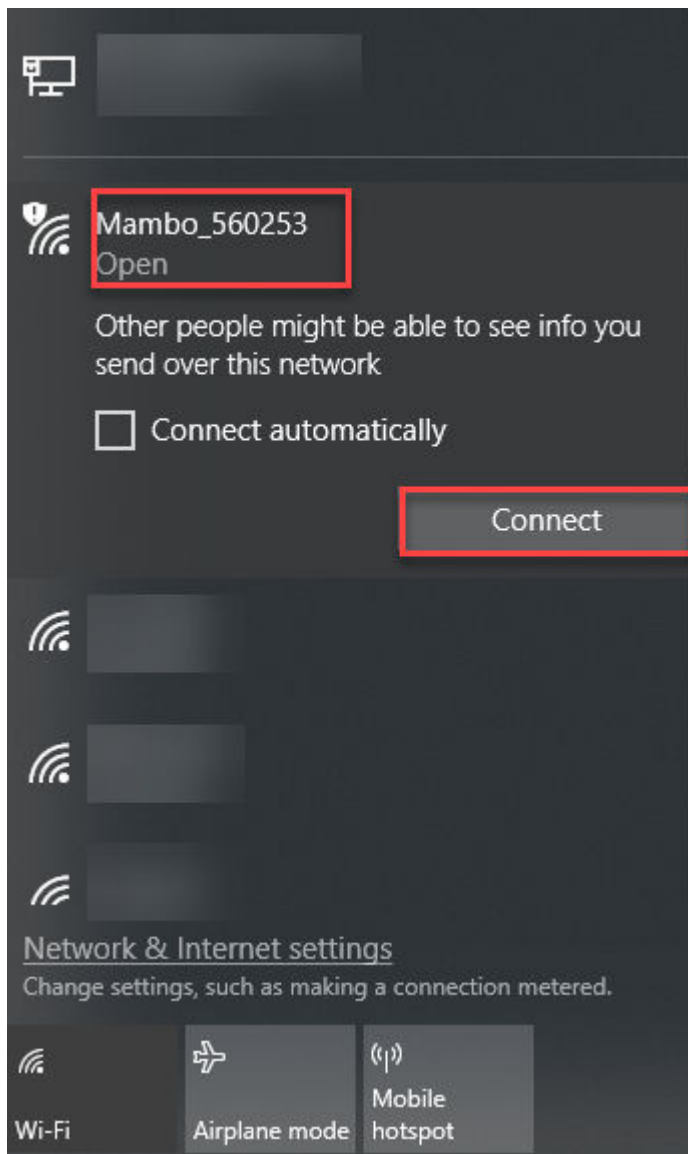 Mambo_560253
Open
Other people might be able to see info you
send over this network
Connect automatically
Connect
Network & Internet settings
Change settings, such as making a connection metered.
Wi-Fi
Airplane mode
Mobile
hotspot